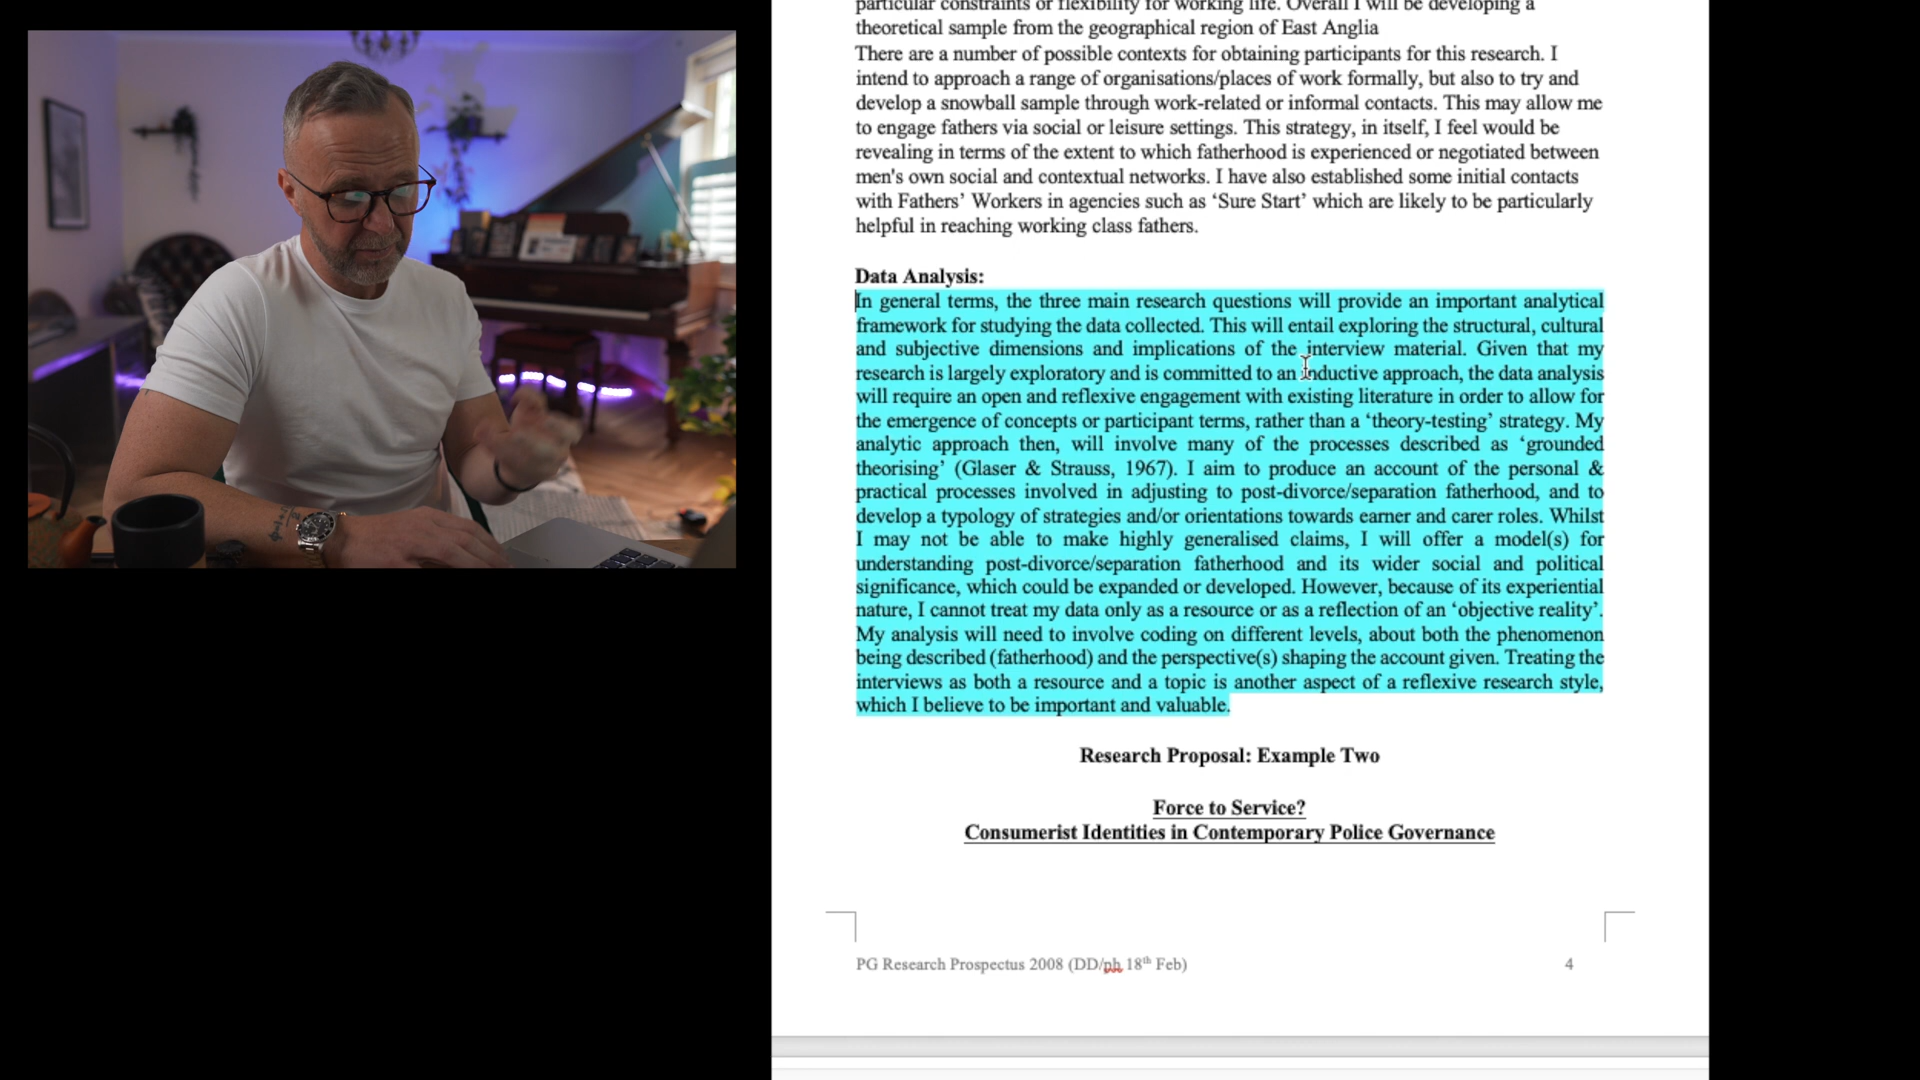 particular constraints or flexibility for working life. Overall I will be developing a
theoretical sample from the geographical region of East Anglia
There are a number of possible contexts for obtaining participants for this research. I
intend to approach a range of organisations/places of work formally, but also to try and
develop a snowball sample through work-related or informal contacts. This may allow me
to engage fathers via social or leisure settings. This strategy, in itself, I feel would be
revealing in terms of the extent to which fatherhood is experienced or negotiated between
men's own social and contextual networks. I have also established some initial contacts
with Fathers’ Workers in agencies such as ‘Sure Start’ which are likely to be particularly
helpful in reaching working class fathers.
Data Analysis:
In general terms, the three main research questions will provide an important analytical
framework for studying the data collected. This will entail exploring the structural, cultural
and subjective dimensions and implications of the interview material. Given that my
research is largely exploratory and is committed to an inductive approach, the data analysis
will require an open and reflexive engagement with existing literature in order to allow for
the emergence of concepts or participant terms, rather than a ‘theory-testing’ strategy. My
analytic approach then, will involve many of the processes described as ‘grounded
theorising’ (Glaser & Strauss, 1967). I aim to produce an account of the personal &
practical processes involved in adjusting to post-divorce/separation fatherhood, and to
develop a typology of strategies and/or orientations towards earner and carer roles. Whilst
I may not be able to make highly generalised claims, I will offer a model(s) for
understanding post-divorce/separation fatherhood and its wider social and political
significance, which could be expanded or developed. However, because of its experiential
nature, I cannot treat my data only as a resource or as a reflection of an ‘objective reality’.
My analysis will need to involve coding on different levels, about both the phenomenon
being described (fatherhood) and the perspective(s) shaping the account given. Treating the
interviews as both a resource and a topic is another aspect of a reflexive research style,
which I believe to be important and valuable.
Research Proposal: Example Two
Force to Service?
Consumerist Identities in Contemporary Police Governance
PG Research Prospectus 2008 (DD/ph 18th Feb)
4